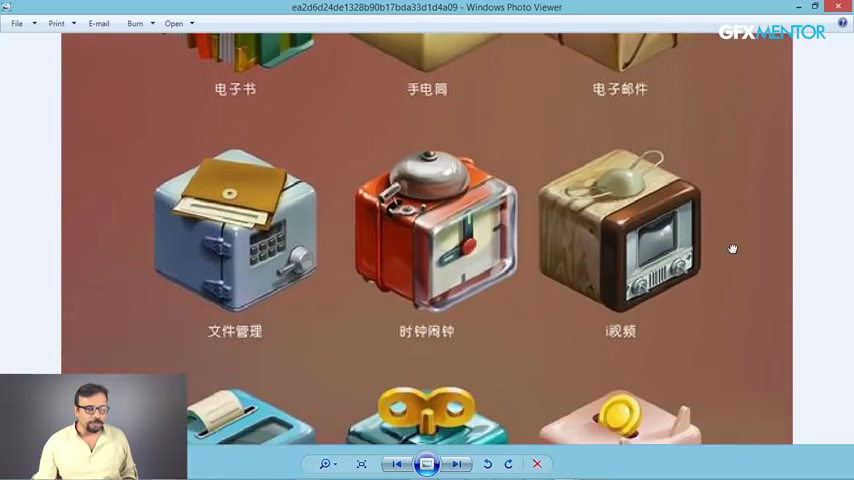 ea2d6d24de1328b90b17bda33d1d4a09 - Windows Photo Viewer
File Print E-mail Burn Open
GFXMENTOR
电子书 手电筒 电子邮件
文件管理 时钟闹钟 i视频